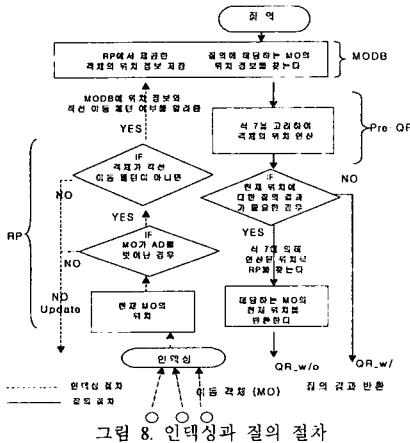 질 의
RP에서 제공한
객체의 위치 정보 저장
질의에 해당하는 MO의
위치 정보를 찾는다
MODB
MODB에 위치 정보와
직선 이동 패턴 여부를 알려줌
YES
IF
객체가 직선
이동 패턴이 아니면
NO
YES
IF
MO가 AD를
벗어난 경우
NO
NO
Update
현재 MO의
위치
인덱싱
RP
식 7을 고려하여
객체의 위치 연산
Pre QP
IF
현재 위치에
대한 질의 결과
가 필요한 경우
NO
YES
식 7에 의해
연산된 위치로
RP를 찾는다
해당하는 MO의
현재 위치를
반환한다
QR_w/o
QR_w/
인덱싱 절차
질의 절차
이동 객체 (MO)
질의 결과 반환
그림 8. 인덱싱과 질의 절차